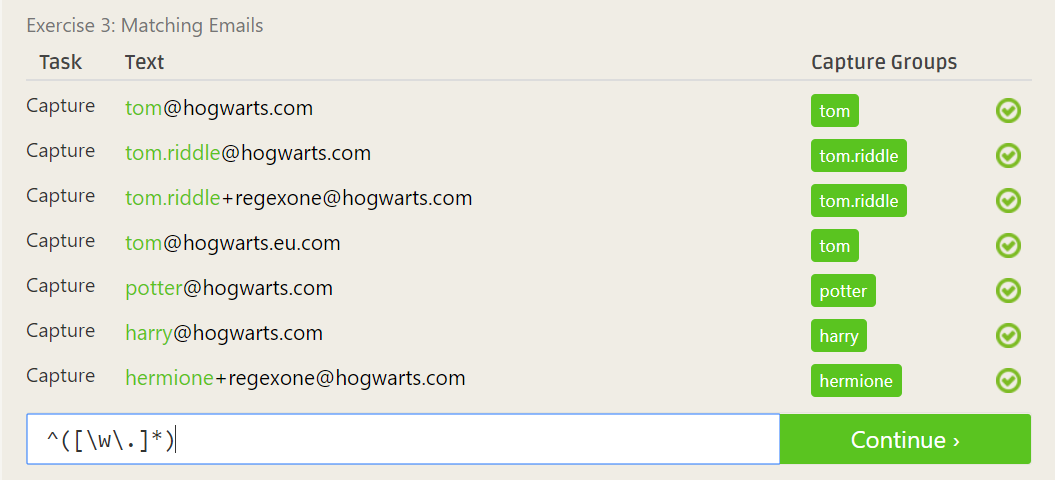 Exercise 3: Matching Emails
Task Text Capture Groups
Capture tom@hogwarts.com tom
Capture tom.riddle@hogwarts.com tom.riddle
Capture tom.riddle+regexone@hogwarts.com tom.riddle
Capture tom@hogwarts.eu.com tom
Capture potter@hogwarts.com potter
Capture harry@hogwarts.com harry
Capture hermione+regexone@hogwarts.com hermione
^([\w\.]*) Continue ›